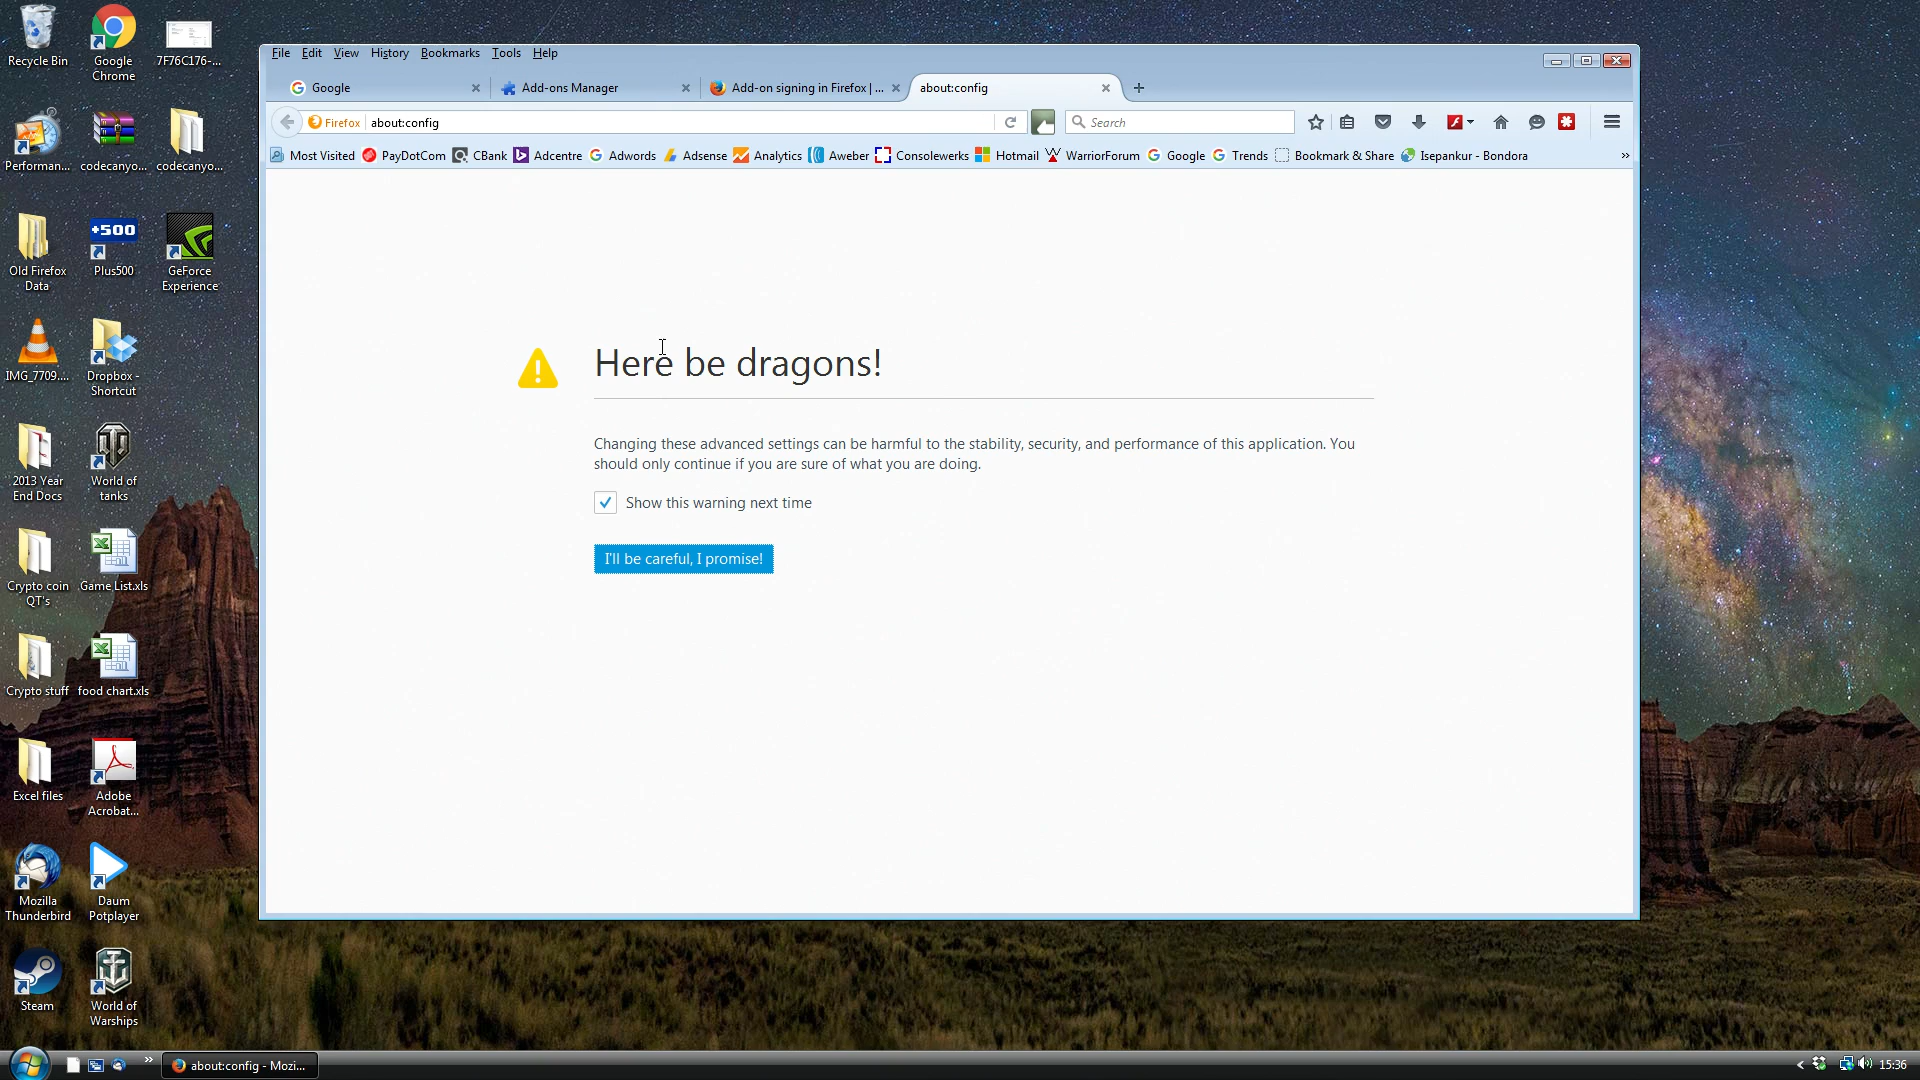 Recycle Bin
Google
Chrome
7F76C176-...
Performan...
codecanyo...
codecanyo...
Old Firefox
Data
+500
Plus500
GeForce
Experience
IMG_7709....
Dropbox -
Shortcut
2013 Year
End Docs
World of
tanks
Crypto coin
QT's
Game List.xls
Crypto stuff
food chart.xls
Excel files
Adobe
Acrobat...
Mozilla
Thunderbird
Daum
Potplayer
Steam
World of
Warships
File Edit View History Bookmarks Tools Help
Google
Add-ons Manager
Add-on signing in Firefox | ...
about:config
Firefox about:config
Search
Most Visited PayDotCom CBank Adcentre Adwords Adsense Analytics Aweber Consolewerks Hotmail WarriorForum Google Trends Bookmark & Share Isepankur - Bondora »
Here be dragons!
Changing these advanced settings can be harmful to the stability, security, and performance of this application. You
should only continue if you are sure of what you are doing.
Show this warning next time
I'll be careful, I promise!
» about:config - Mozi...
15:36